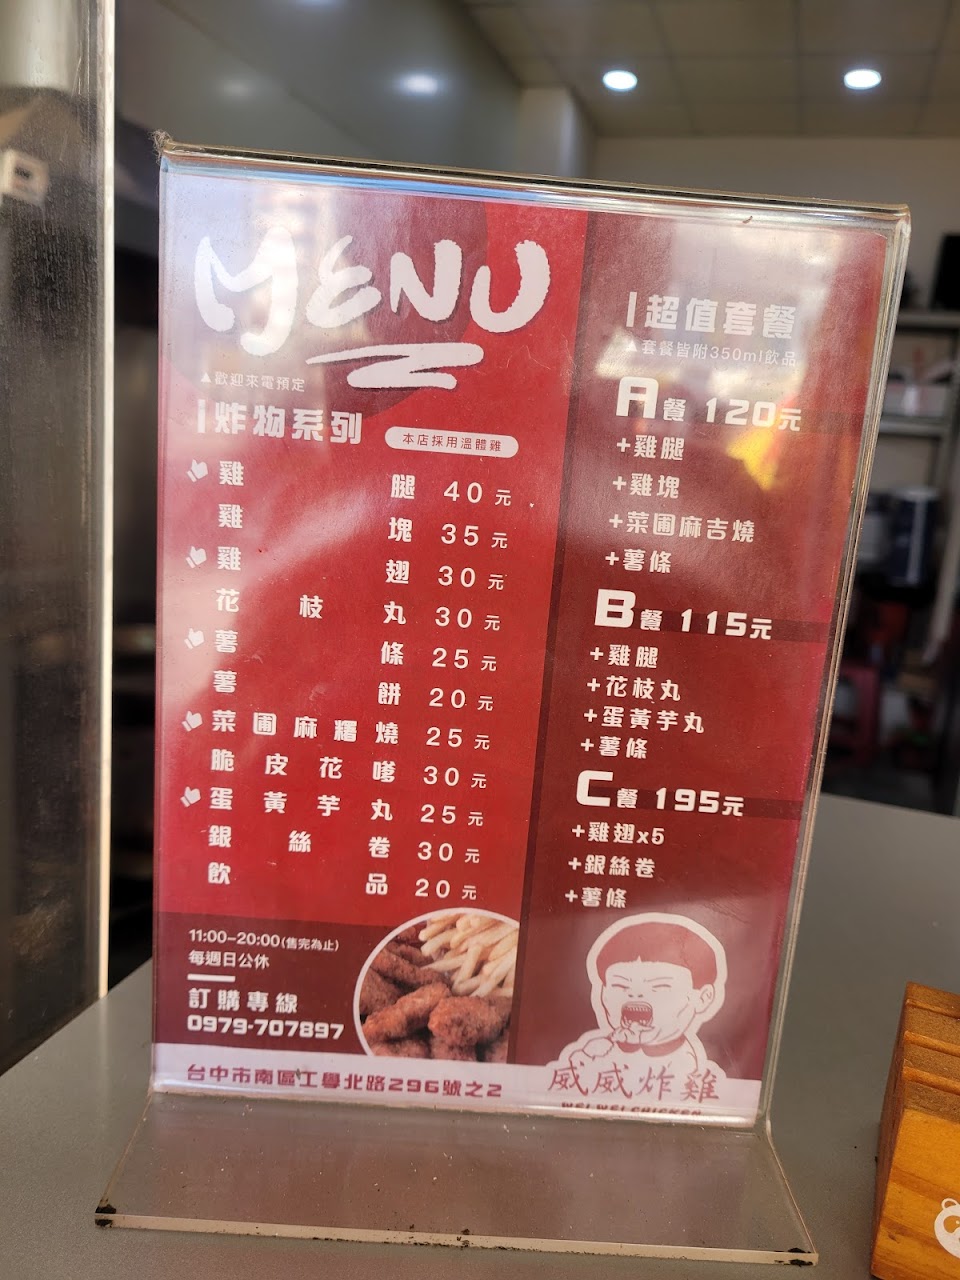 MENU
▲歡迎來電預定
炸物系列
本店採用溫體雞
雞腿 40元
雞塊 35元
雞翅 30元
花枝丸 30元
薯條 25元
薯餅 20元
菜圃麻糬燒 25元
脆皮花嗲 30元
蛋黃芋丸 25元
銀絲卷 30元
飲品 20元
11:00-20:00(售完為止)
每週日公休
訂購專線
0979-707897
台中市南區工學北路296號之2
超值套餐
▲套餐皆附350ml飲品
A餐 120元
+雞腿
+雞塊
+菜圃麻吉燒
+薯條
B餐 115元
+雞腿
+花枝丸
+蛋黃芋丸
+薯條
C餐 195元
+雞翅x5
+銀絲卷
+薯條
威威炸雞
WEI WEI CHICKEN